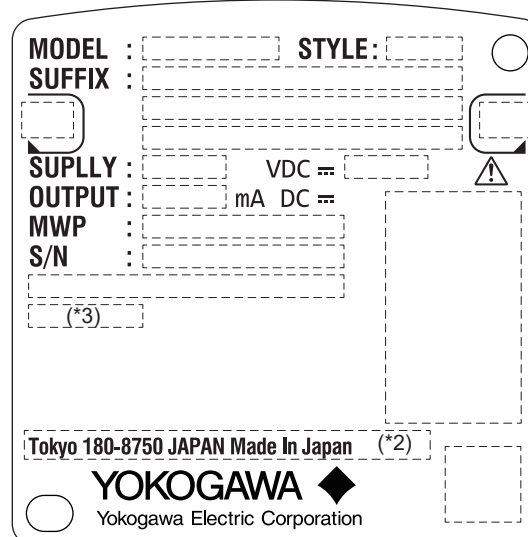 MODEL : STYLE:
SUFFIX :
SUPLLY : VDC ⎓
OUTPUT : mA DC ⎓
MWP :
S/N :
(*3)
Tokyo 180-8750 JAPAN Made In Japan (*2)
YOKOGAWA
Yokogawa Electric Corporation